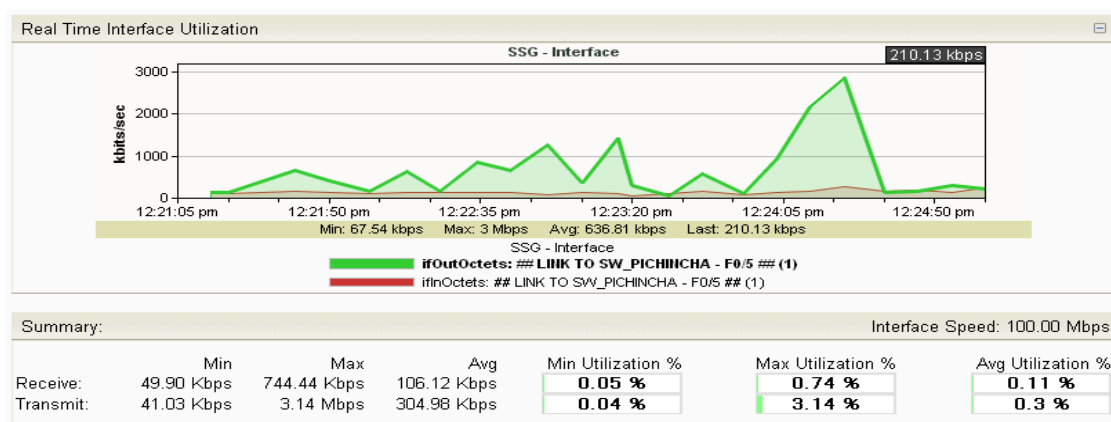 Real Time Interface Utilization
SSG - Interface
210.13 kbps
kbits/sec
3000
2000
1000
0
12:21:05 pm 12:21:50 pm 12:22:35 pm 12:23:20 pm 12:24:05 pm 12:24:50 pm
Min: 67.54 kbps Max: 3 Mbps Avg: 636.81 kbps Last: 210.13 kbps
SSG - Interface
ifOutOctets: ## LINK TO SW_PICHINCHA - F0/5 ## (1)
ifInOctets: ## LINK TO SW_PICHINCHA - F0/5 ## (1)
Summary: Interface Speed: 100.00 Mbps
Min Max Avg Min Utilization % Max Utilization % Avg Utilization %
Receive: 49.90 Kbps 744.44 Kbps 106.12 Kbps 0.05 % 0.74 % 0.11 %
Transmit: 41.03 Kbps 3.14 Mbps 304.98 Kbps 0.04 % 3.14 % 0.3 %